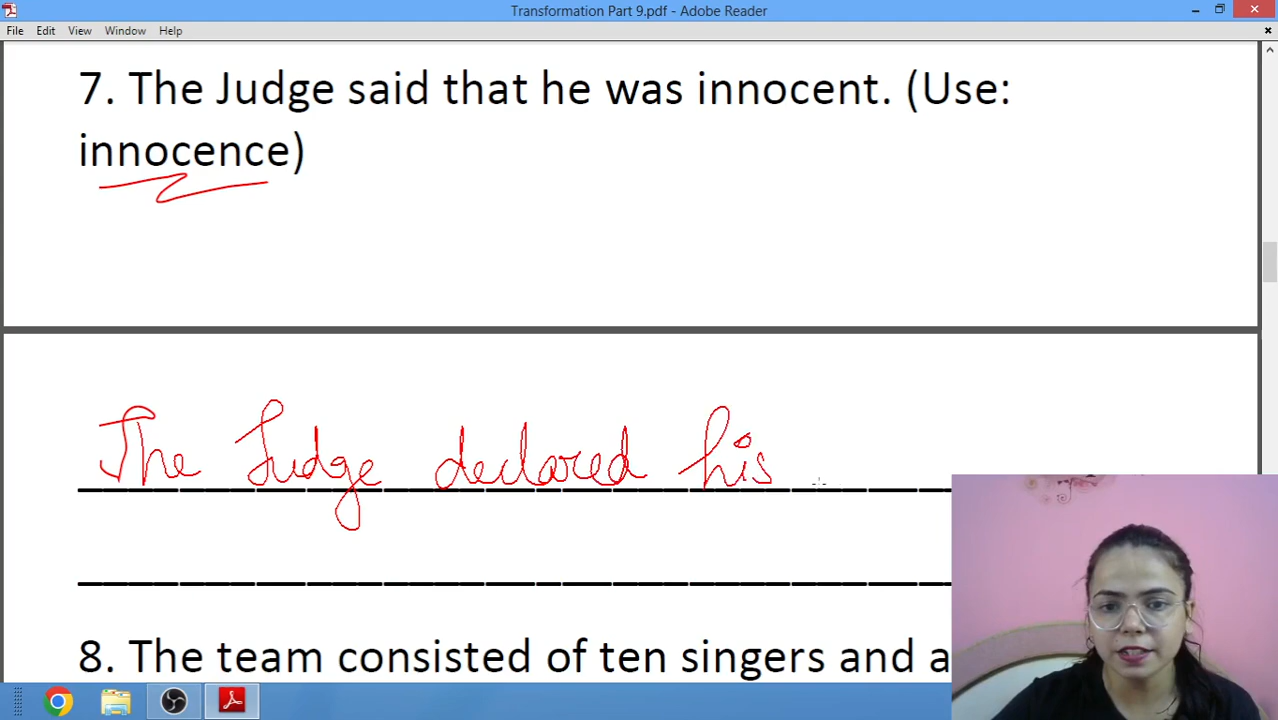 Transformation Part 9.pdf - Adobe Reader
File Edit View Window Help
7. The Judge said that he was innocent. (Use:
innocence)
The Judge declared his
8. The team consisted of ten singers and a